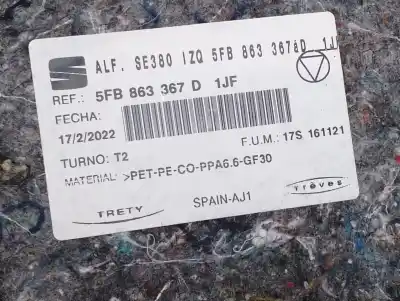 ALF. SE380 IZQ 5FB 863 367àD 1J
REF.: 5FB 863 367 D 1JF
FECHA:
17/2/2022
F.U.M.: 17S 161121
TURNO: T2
MATERIAL: >PET-PE-CO-PPA6.6-GF30
Trèves
TRETY
SPAIN-AJ1